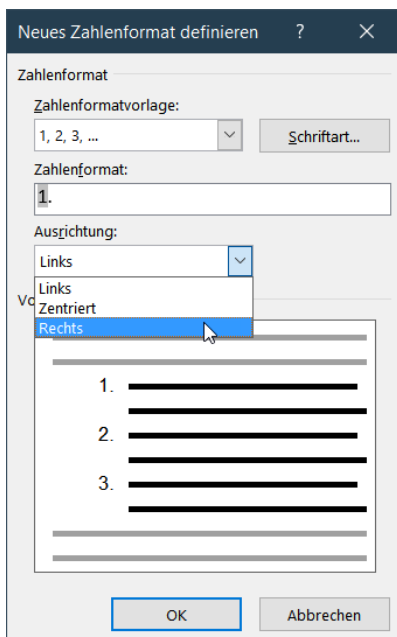 Neues Zahlenformat definieren ? ×
Zahlenformat
Zahlenformatvorlage:
1, 2, 3, ...
Schriftart...
Zahlenformat:
1.
Ausrichtung:
Links
Links
Zentriert
Rechts
Vo
1.
2.
3.
OK Abbrechen